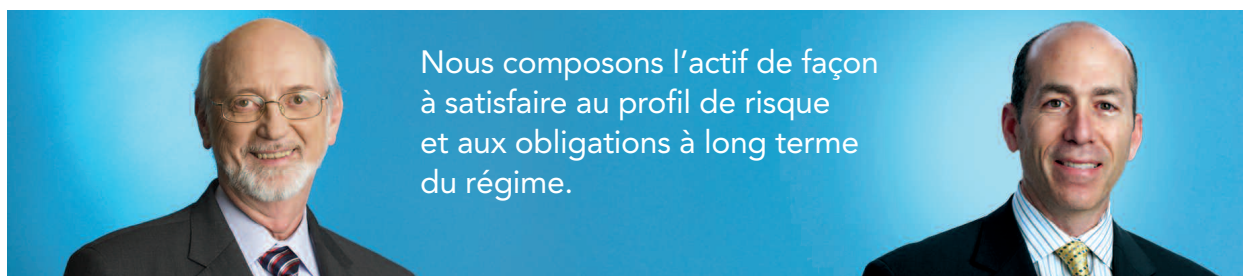 Nous composons l’actif de façon
à satisfaire au profil de risque
et aux obligations à long terme
du régime.